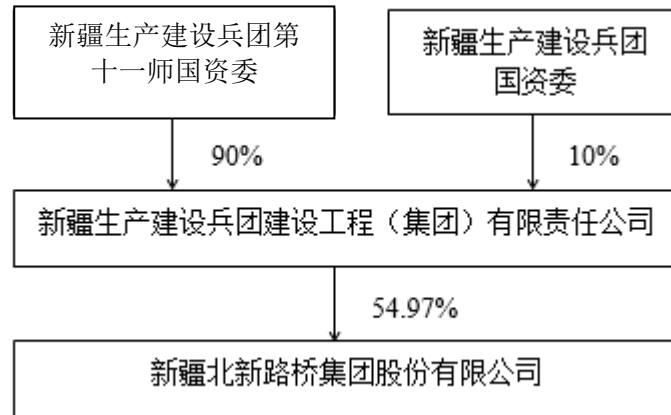 新疆生产建设兵团第
十一师国资委
新疆生产建设兵团
国资委
90%
10%
新疆生产建设兵团建设工程（集团）有限责任公司
54.97%
新疆北新路桥集团股份有限公司